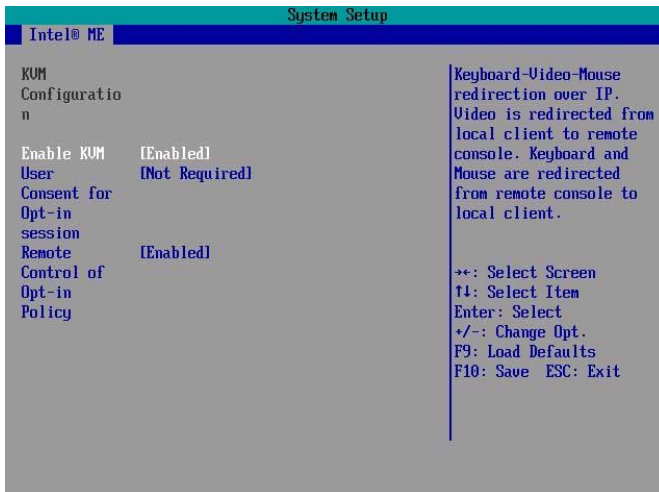 System Setup
Intel® ME
KVM
Configuratio
n
Enable KVM [Enabled]
User [Not Required]
Consent for
Opt-in
session
Remote [Enabled]
Control of
Opt-in
Policy
Keyboard-Video-Mouse
redirection over IP.
Video is redirected from
local client to remote
console. Keyboard and
Mouse are redirected
from remote console to
local client.
→←: Select Screen
↑↓: Select Item
Enter: Select
+/-: Change Opt.
F9: Load Defaults
F10: Save ESC: Exit